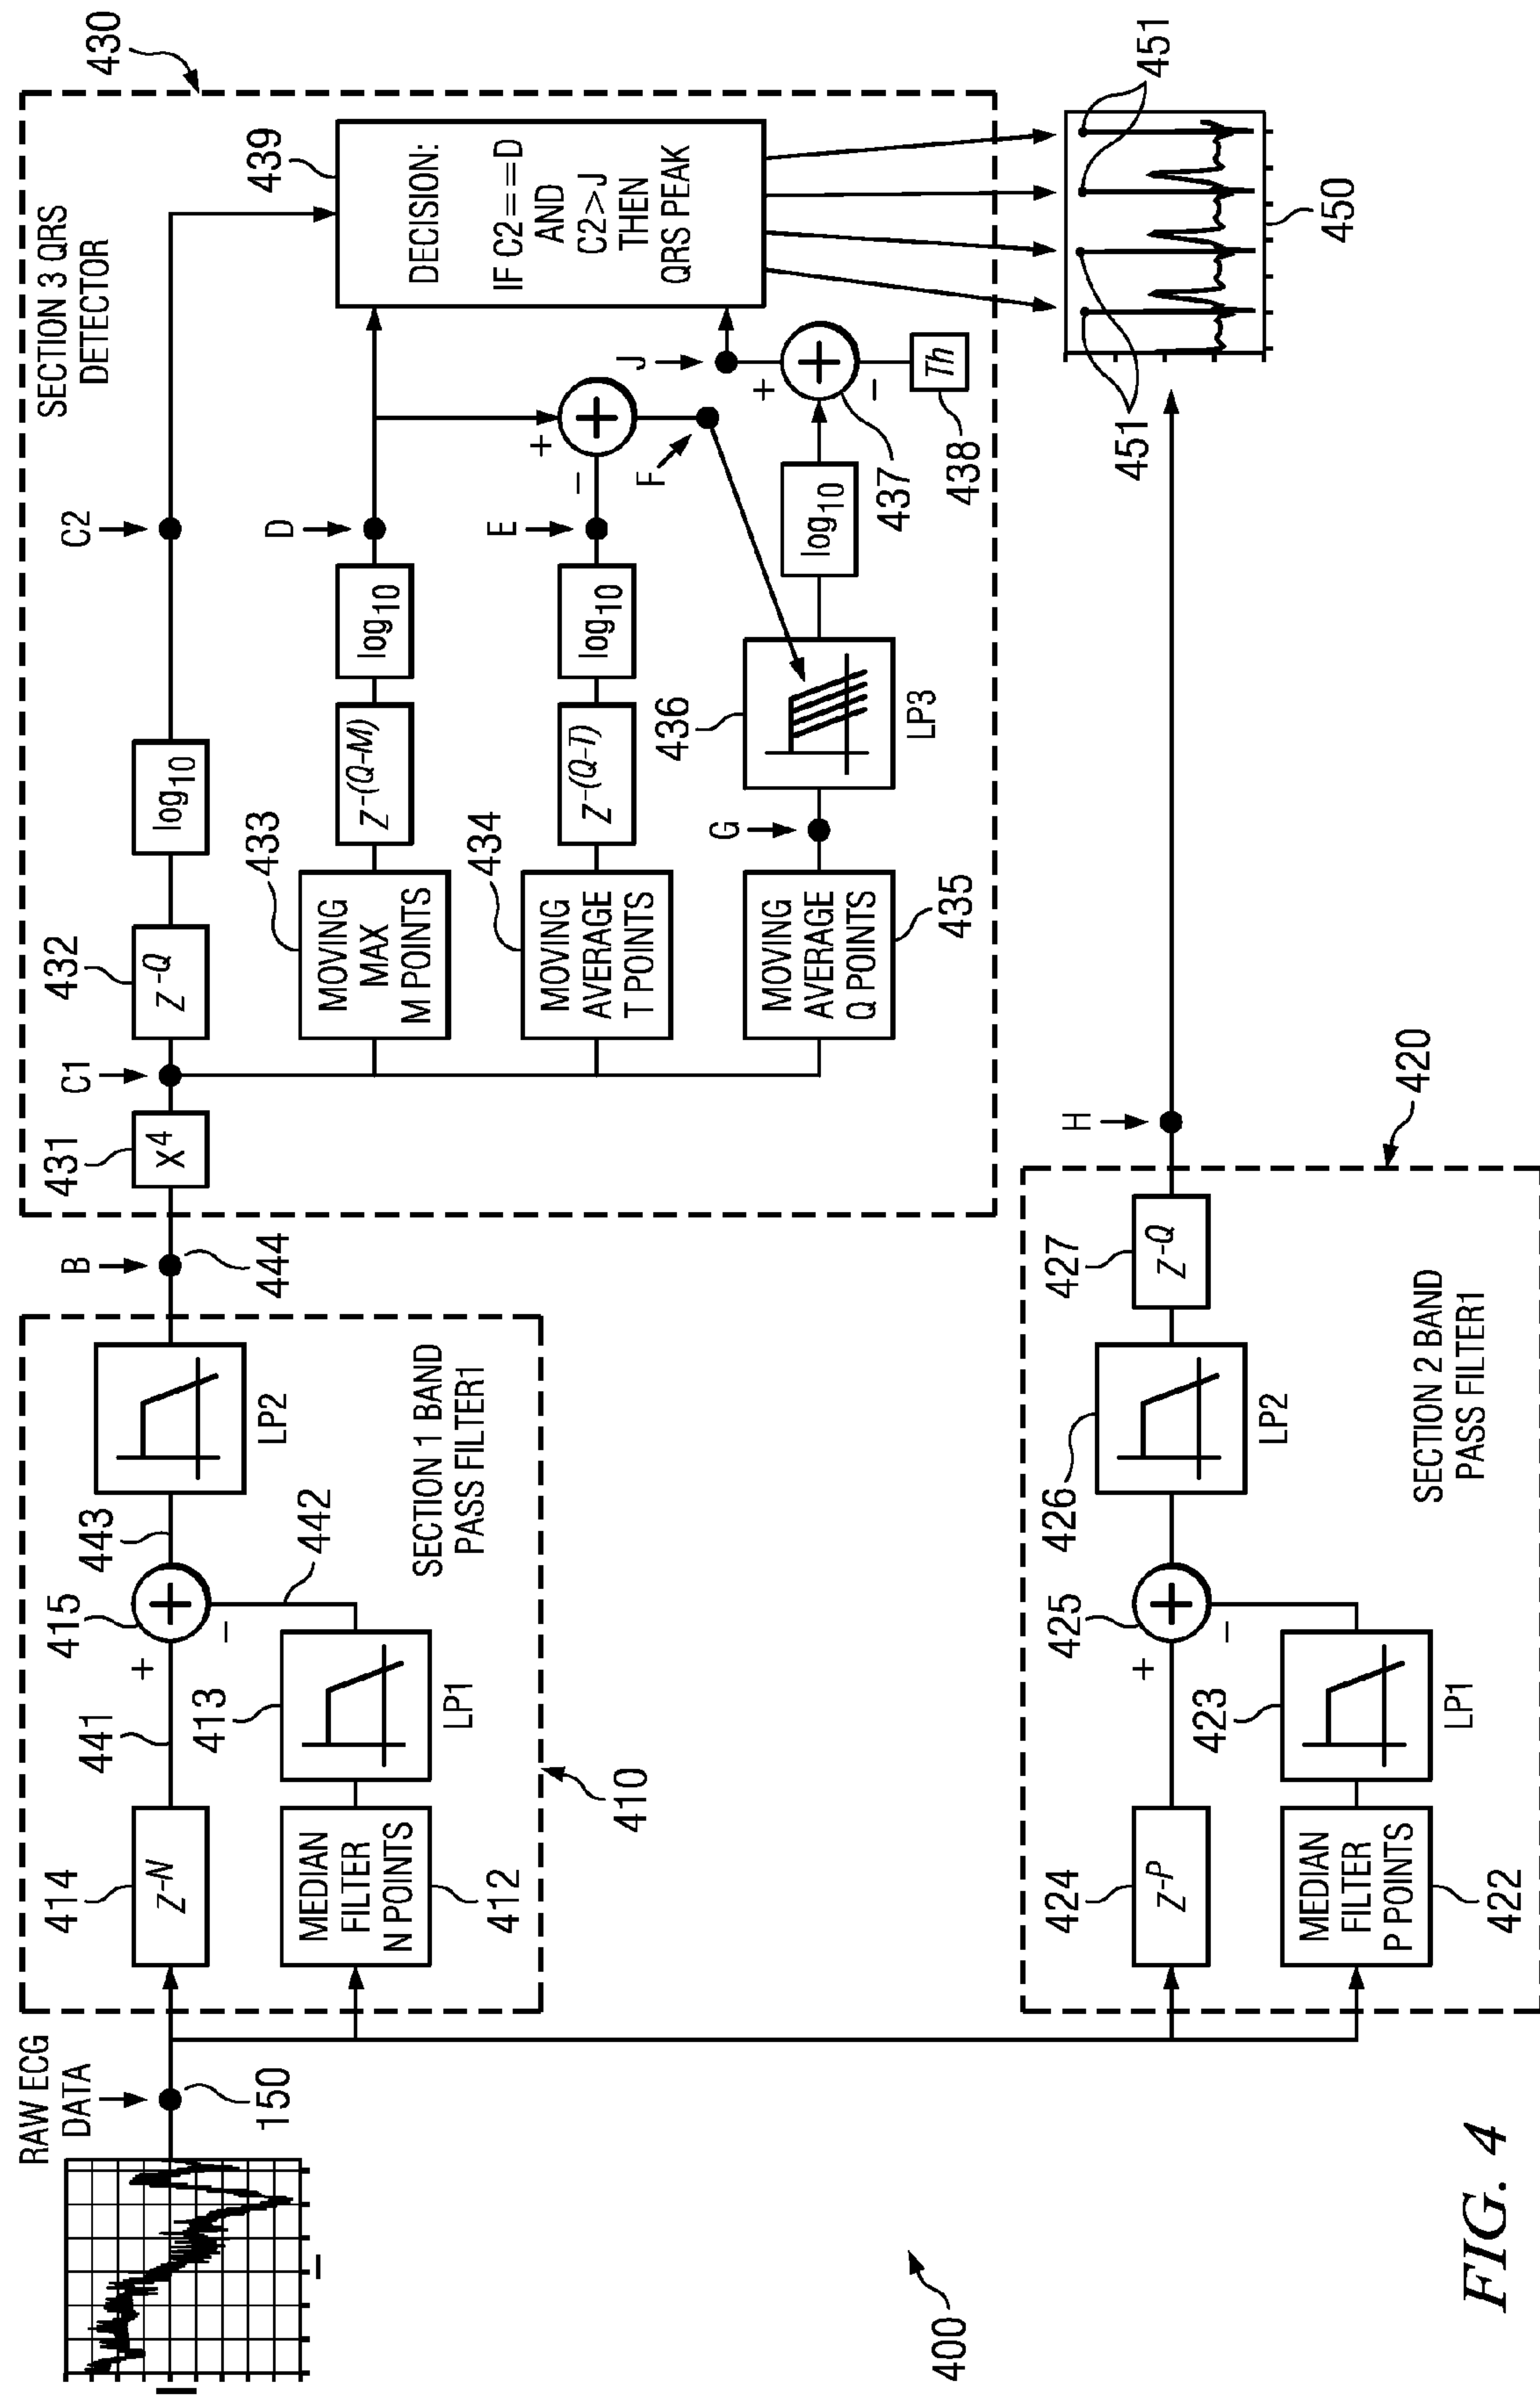 RAW ECG
DATA
150
414
z-N
441
+
415
443
−
442
MEDIAN
FILTER
N POINTS
412
413
LP1
LP2
SECTION 1 BAND
PASS FILTER1
410
B
444
SECTION 3 QRS
DETECTOR
430
431
X4
C1
432
z-Q
log10
C2
433
MOVING
MAX
M POINTS
z-(Q-M)
log10
D
434
MOVING
AVERAGE
T POINTS
z-(Q-T)
log10
E
−
+
F
MOVING
AVERAGE
Q POINTS
435
G
436
LP3
log10
437
+
−
J
Th
438
439
DECISION:
IF C2==D
AND
C2>J
THEN
QRS PEAK
424
z-P
+
425
−
MEDIAN
FILTER
P POINTS
422
423
LP1
426
LP2
427
z-Q
H
SECTION 2 BAND
PASS FILTER1
420
451
451
450
400
FIG. 4